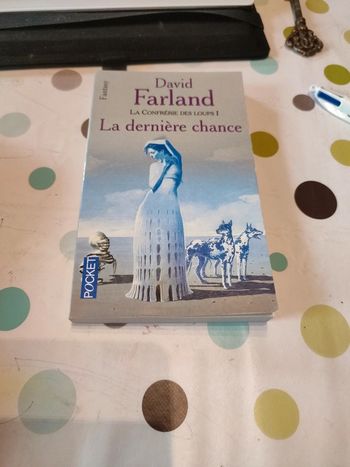 David
Farland
Fantasy
LA CONFRÉRIE DES LOUPS I
La dernière chance
POCKET